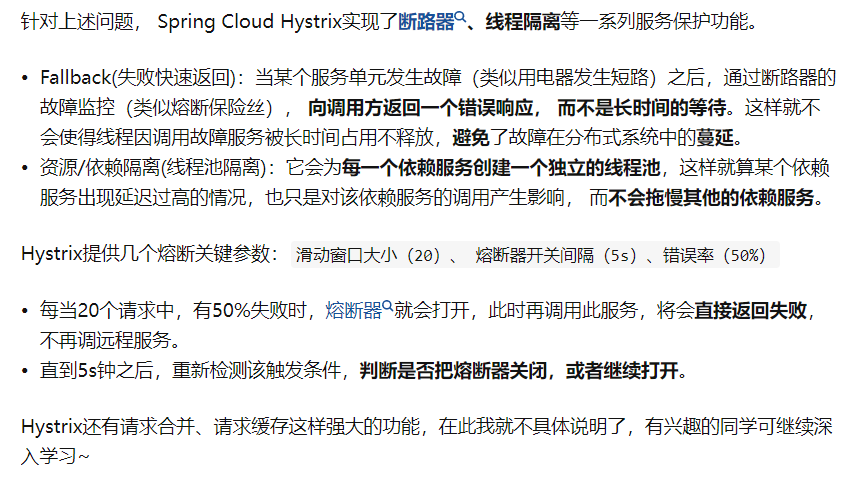 针对上述问题， Spring Cloud Hystrix实现了断路器、线程隔离等一系列服务保护功能。
• Fallback(失败快速返回)：当某个服务单元发生故障（类似用电器发生短路）之后，通过断路器的
故障监控（类似熔断保险丝）， 向调用方返回一个错误响应， 而不是长时间的等待。这样就不
会使得线程因调用故障服务被长时间占用不释放，避免了故障在分布式系统中的蔓延。
• 资源/依赖隔离(线程池隔离)：它会为每一个依赖服务创建一个独立的线程池，这样就算某个依赖
服务出现延迟过高的情况，也只是对该依赖服务的调用产生影响， 而不会拖慢其他的依赖服务。
Hystrix提供几个熔断关键参数： 滑动窗口大小（20）、 熔断器开关间隔（5s）、错误率（50%）
• 每当20个请求中，有50%失败时，熔断器就会打开，此时再调用此服务，将会直接返回失败，
不再调远程服务。
• 直到5s钟之后，重新检测该触发条件，判断是否把熔断器关闭，或者继续打开。
Hystrix还有请求合并、请求缓存这样强大的功能，在此我就不具体说明了，有兴趣的同学可继续深
入学习~